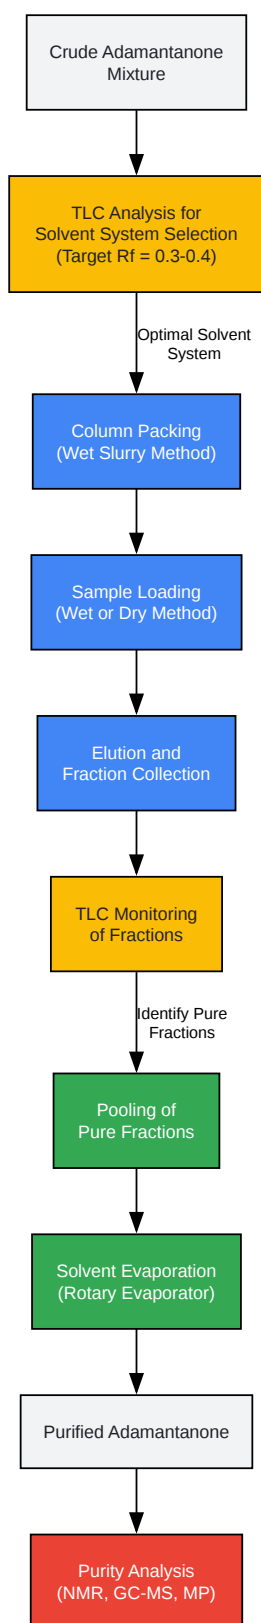 Crude Adamantanone
Mixture
TLC Analysis for
Solvent System Selection
(Target Rf = 0.3-0.4)
Optimal Solvent
System
Column Packing
(Wet Slurry Method)
Sample Loading
(Wet or Dry Method)
Elution and
Fraction Collection
TLC Monitoring
of Fractions
Identify Pure
Fractions
Pooling of
Pure Fractions
Solvent Evaporation
(Rotary Evaporator)
Purified Adamantanone
Purity Analysis
(NMR, GC-MS, MP)